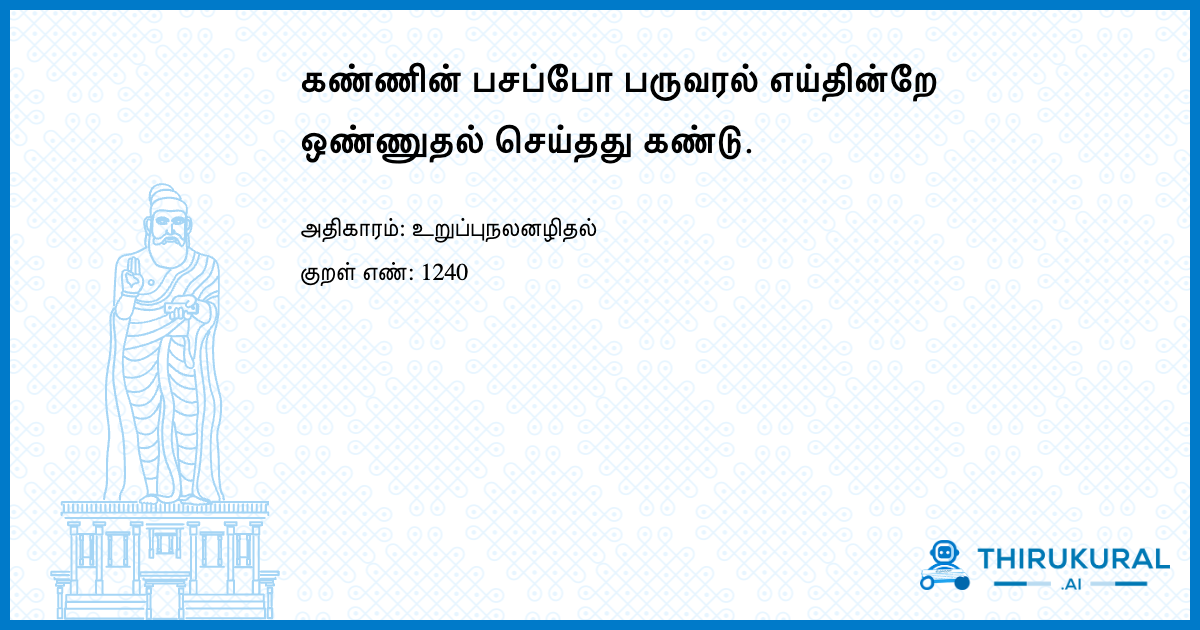 கண்ணின் பசப்போ பருவரல் எய்தின்றே
ஒண்ணுதல் செய்தது கண்டு.
அதிகாரம்: உறுப்புநலனழிதல்
குறள் எண்: 1240
THIRUKURAL
.AI